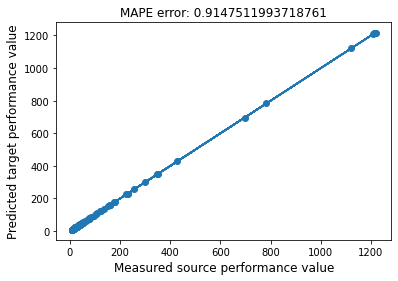 MAPE error: 0.9147511993718761
Predicted target performance value
1200
1000
800
600
400
200
0
0 200 400 600 800 1000 1200
Measured source performance value